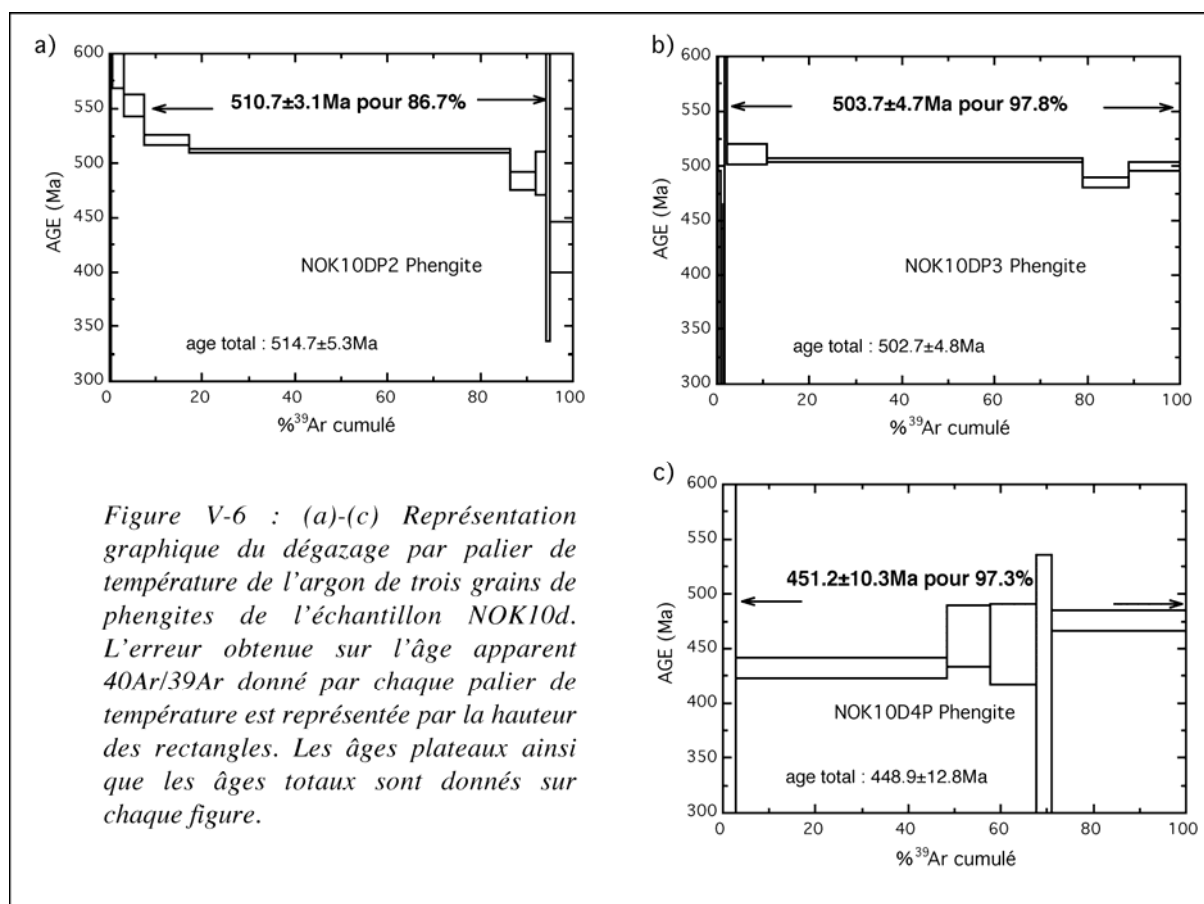 a)
600
550
500
450
400
350
300
AGE (Ma)
510.7±3.1Ma pour 86.7%
NOK10DP2 Phengite
age total : 514.7±5.3Ma
0 20 40 60 80 100
%³⁹Ar cumulé
b)
600
550
500
450
400
350
300
AGE (Ma)
503.7±4.7Ma pour 97.8%
NOK10DP3 Phengite
age total : 502.7±4.8Ma
0 20 40 60 80 100
%³⁹Ar cumulé
c)
600
550
500
450
400
350
300
AGE (Ma)
451.2±10.3Ma pour 97.3%
NOK10D4P Phengite
age total : 448.9±12.8Ma
0 20 40 60 80 100
%³⁹Ar cumulé
Figure V-6 : (a)-(c) Représentation
graphique du dégazage par palier de
température de l'argon de trois grains de
phengites de l'échantillon NOK10d.
L'erreur obtenue sur l'âge apparent
40Ar/39Ar donné par chaque palier de
température est représentée par la hauteur
des rectangles. Les âges plateaux ainsi
que les âges totaux sont donnés sur
chaque figure.